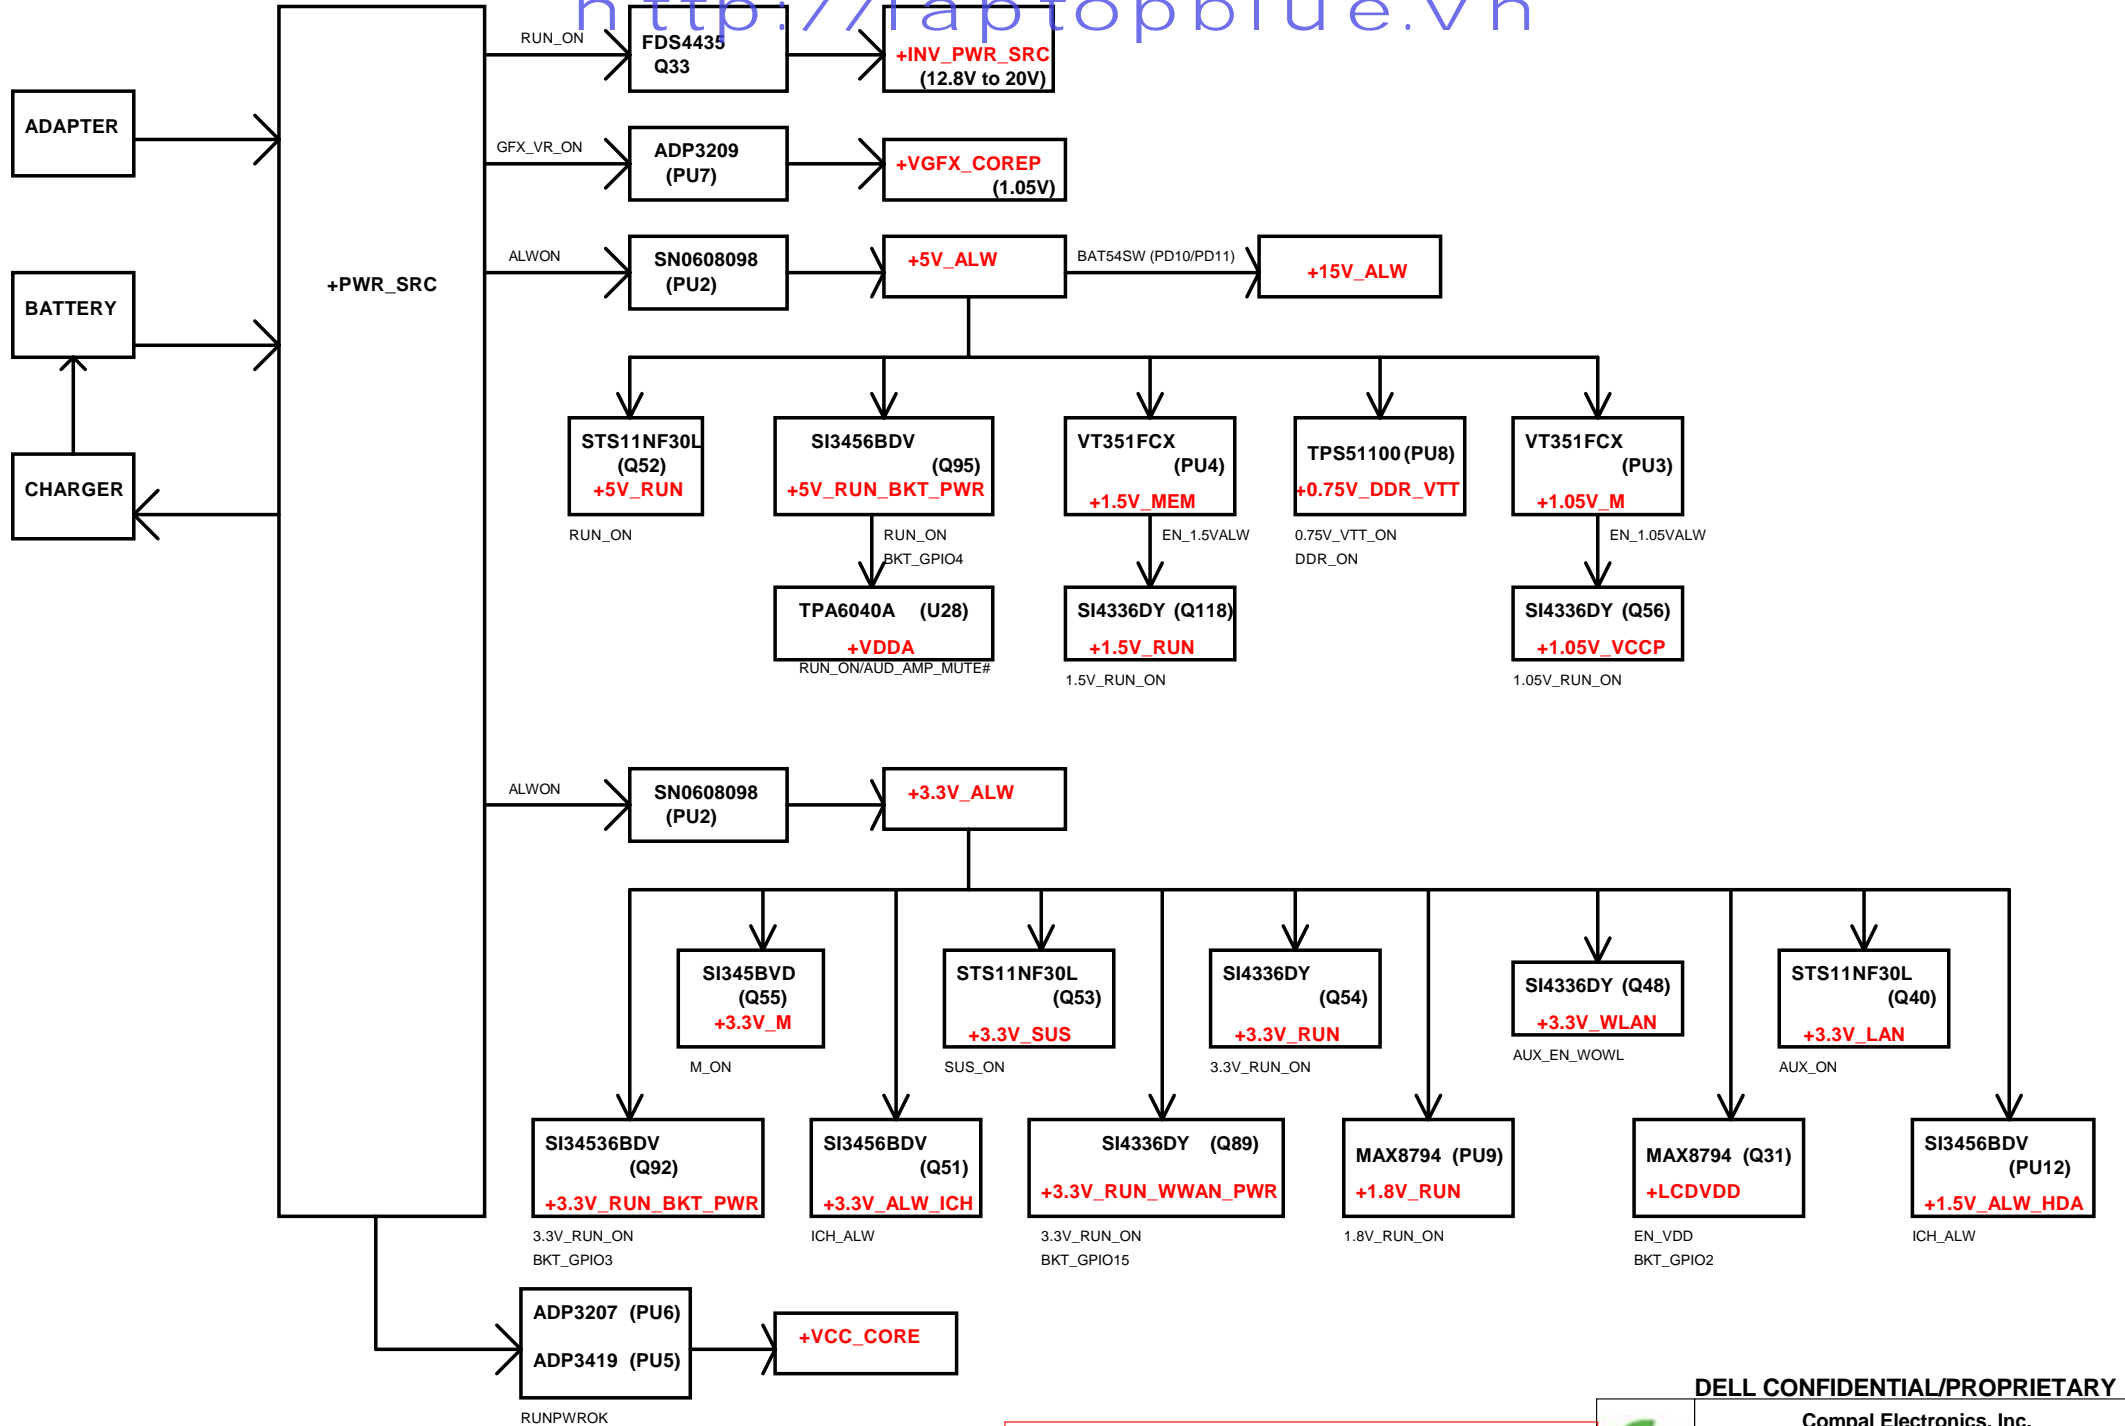 http://laptopblue.vn
RUN_ON
FDS4435
Q33
+INV_PWR_SRC
(12.8V to 20V)
ADAPTER
GFX_VR_ON
ADP3209
(PU7)
+VGFX_COREP
(1.05V)
+PWR_SRC
ALWON
SN0608098
(PU2)
+5V_ALW
BAT54SW (PD10/PD11)
+15V_ALW
BATTERY
CHARGER
STS11NF30L
(Q52)
+5V_RUN
RUN_ON
SI3456BDV
(Q95)
+5V_RUN_BKT_PWR
RUN_ON
BKT_GPIO4
VT351FCX
(PU4)
+1.5V_MEM
EN_1.5VALW
TPS51100 (PU8)
+0.75V_DDR_VTT
0.75V_VTT_ON
DDR_ON
VT351FCX
(PU3)
+1.05V_M
EN_1.05VALW
TPA6040A (U28)
+VDDA
RUN_ON/AUD_AMP_MUTE#
SI4336DY (Q118)
+1.5V_RUN
1.5V_RUN_ON
SI4336DY (Q56)
+1.05V_VCCP
1.05V_RUN_ON
ALWON
SN0608098
(PU2)
+3.3V_ALW
SI345BVD
(Q55)
+3.3V_M
M_ON
STS11NF30L
(Q53)
+3.3V_SUS
SUS_ON
SI4336DY
(Q54)
+3.3V_RUN
3.3V_RUN_ON
SI4336DY (Q48)
+3.3V_WLAN
AUX_EN_WOWL
STS11NF30L
(Q40)
+3.3V_LAN
AUX_ON
SI34536BDV
(Q92)
+3.3V_RUN_BKT_PWR
3.3V_RUN_ON
BKT_GPIO3
SI3456BDV
(Q51)
+3.3V_ALW_ICH
ICH_ALW
SI4336DY (Q89)
+3.3V_RUN_WWAN_PWR
3.3V_RUN_ON
BKT_GPIO15
MAX8794 (PU9)
+1.8V_RUN
1.8V_RUN_ON
MAX8794 (Q31)
+LCDVDD
EN_VDD
BKT_GPIO2
SI3456BDV
(PU12)
+1.5V_ALW_HDA
ICH_ALW
ADP3207 (PU6)
ADP3419 (PU5)
RUNPWROK
+VCC_CORE
DELL CONFIDENTIAL/PROPRIETARY
Compal Electronics, Inc.